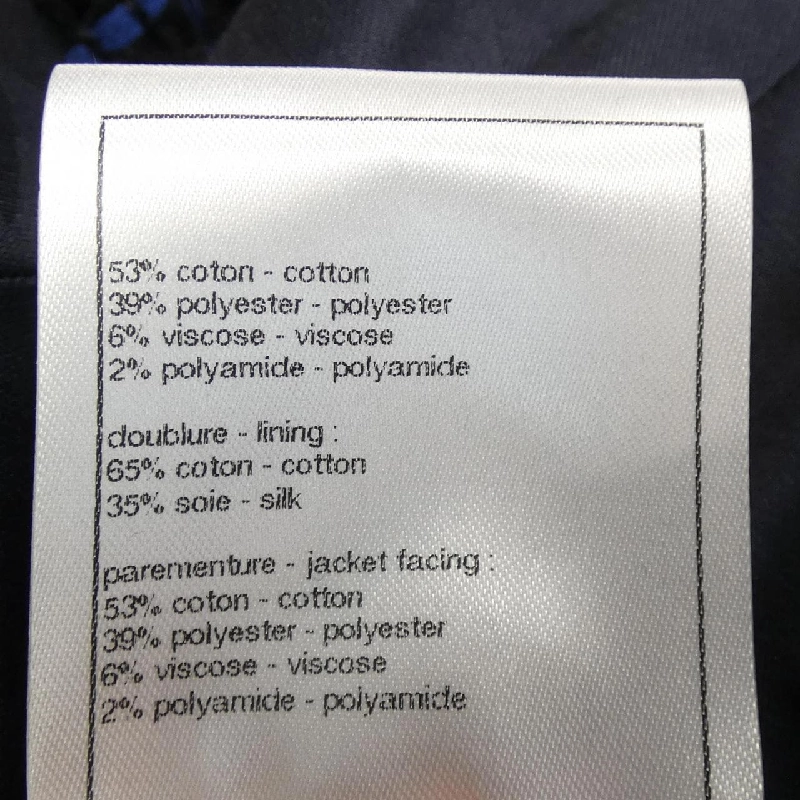 53% coton - cotton
39% polyester - polyester
6% viscose - viscose
2% polyamide - polyamide
doublure - lining :
65% coton - cotton
35% soie - silk
parementure - jacket facing :
53% coton - cotton
39% polyester - polyester
6% viscose - viscose
2% polyamide - polyamide